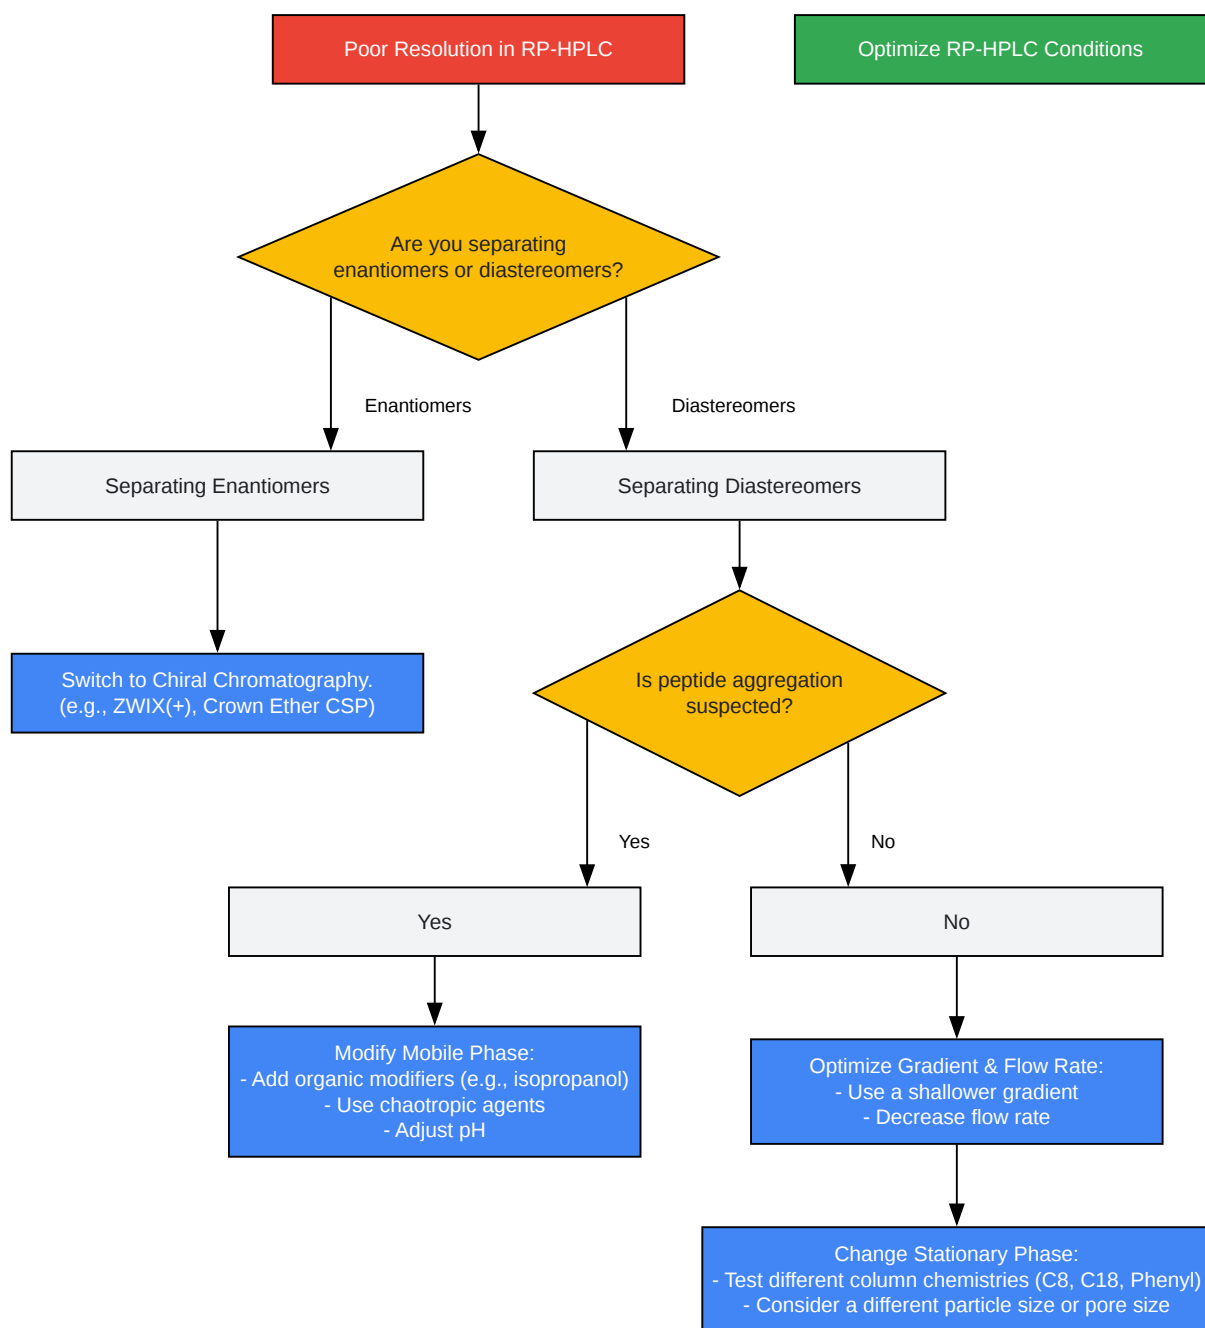 Poor Resolution in RP-HPLC
Optimize RP-HPLC Conditions
Are you separating
enantiomers or diastereomers?
Enantiomers
Diastereomers
Separating Enantiomers
Separating Diastereomers
Switch to Chiral Chromatography.
(e.g., ZWIX(+), Crown Ether CSP)
Is peptide aggregation
suspected?
Yes
No
Yes
No
Modify Mobile Phase:
- Add organic modifiers (e.g., isopropanol)
- Use chaotropic agents
- Adjust pH
Optimize Gradient & Flow Rate:
- Use a shallower gradient
- Decrease flow rate
Change Stationary Phase:
- Test different column chemistries (C8, C18, Phenyl)
- Consider a different particle size or pore size